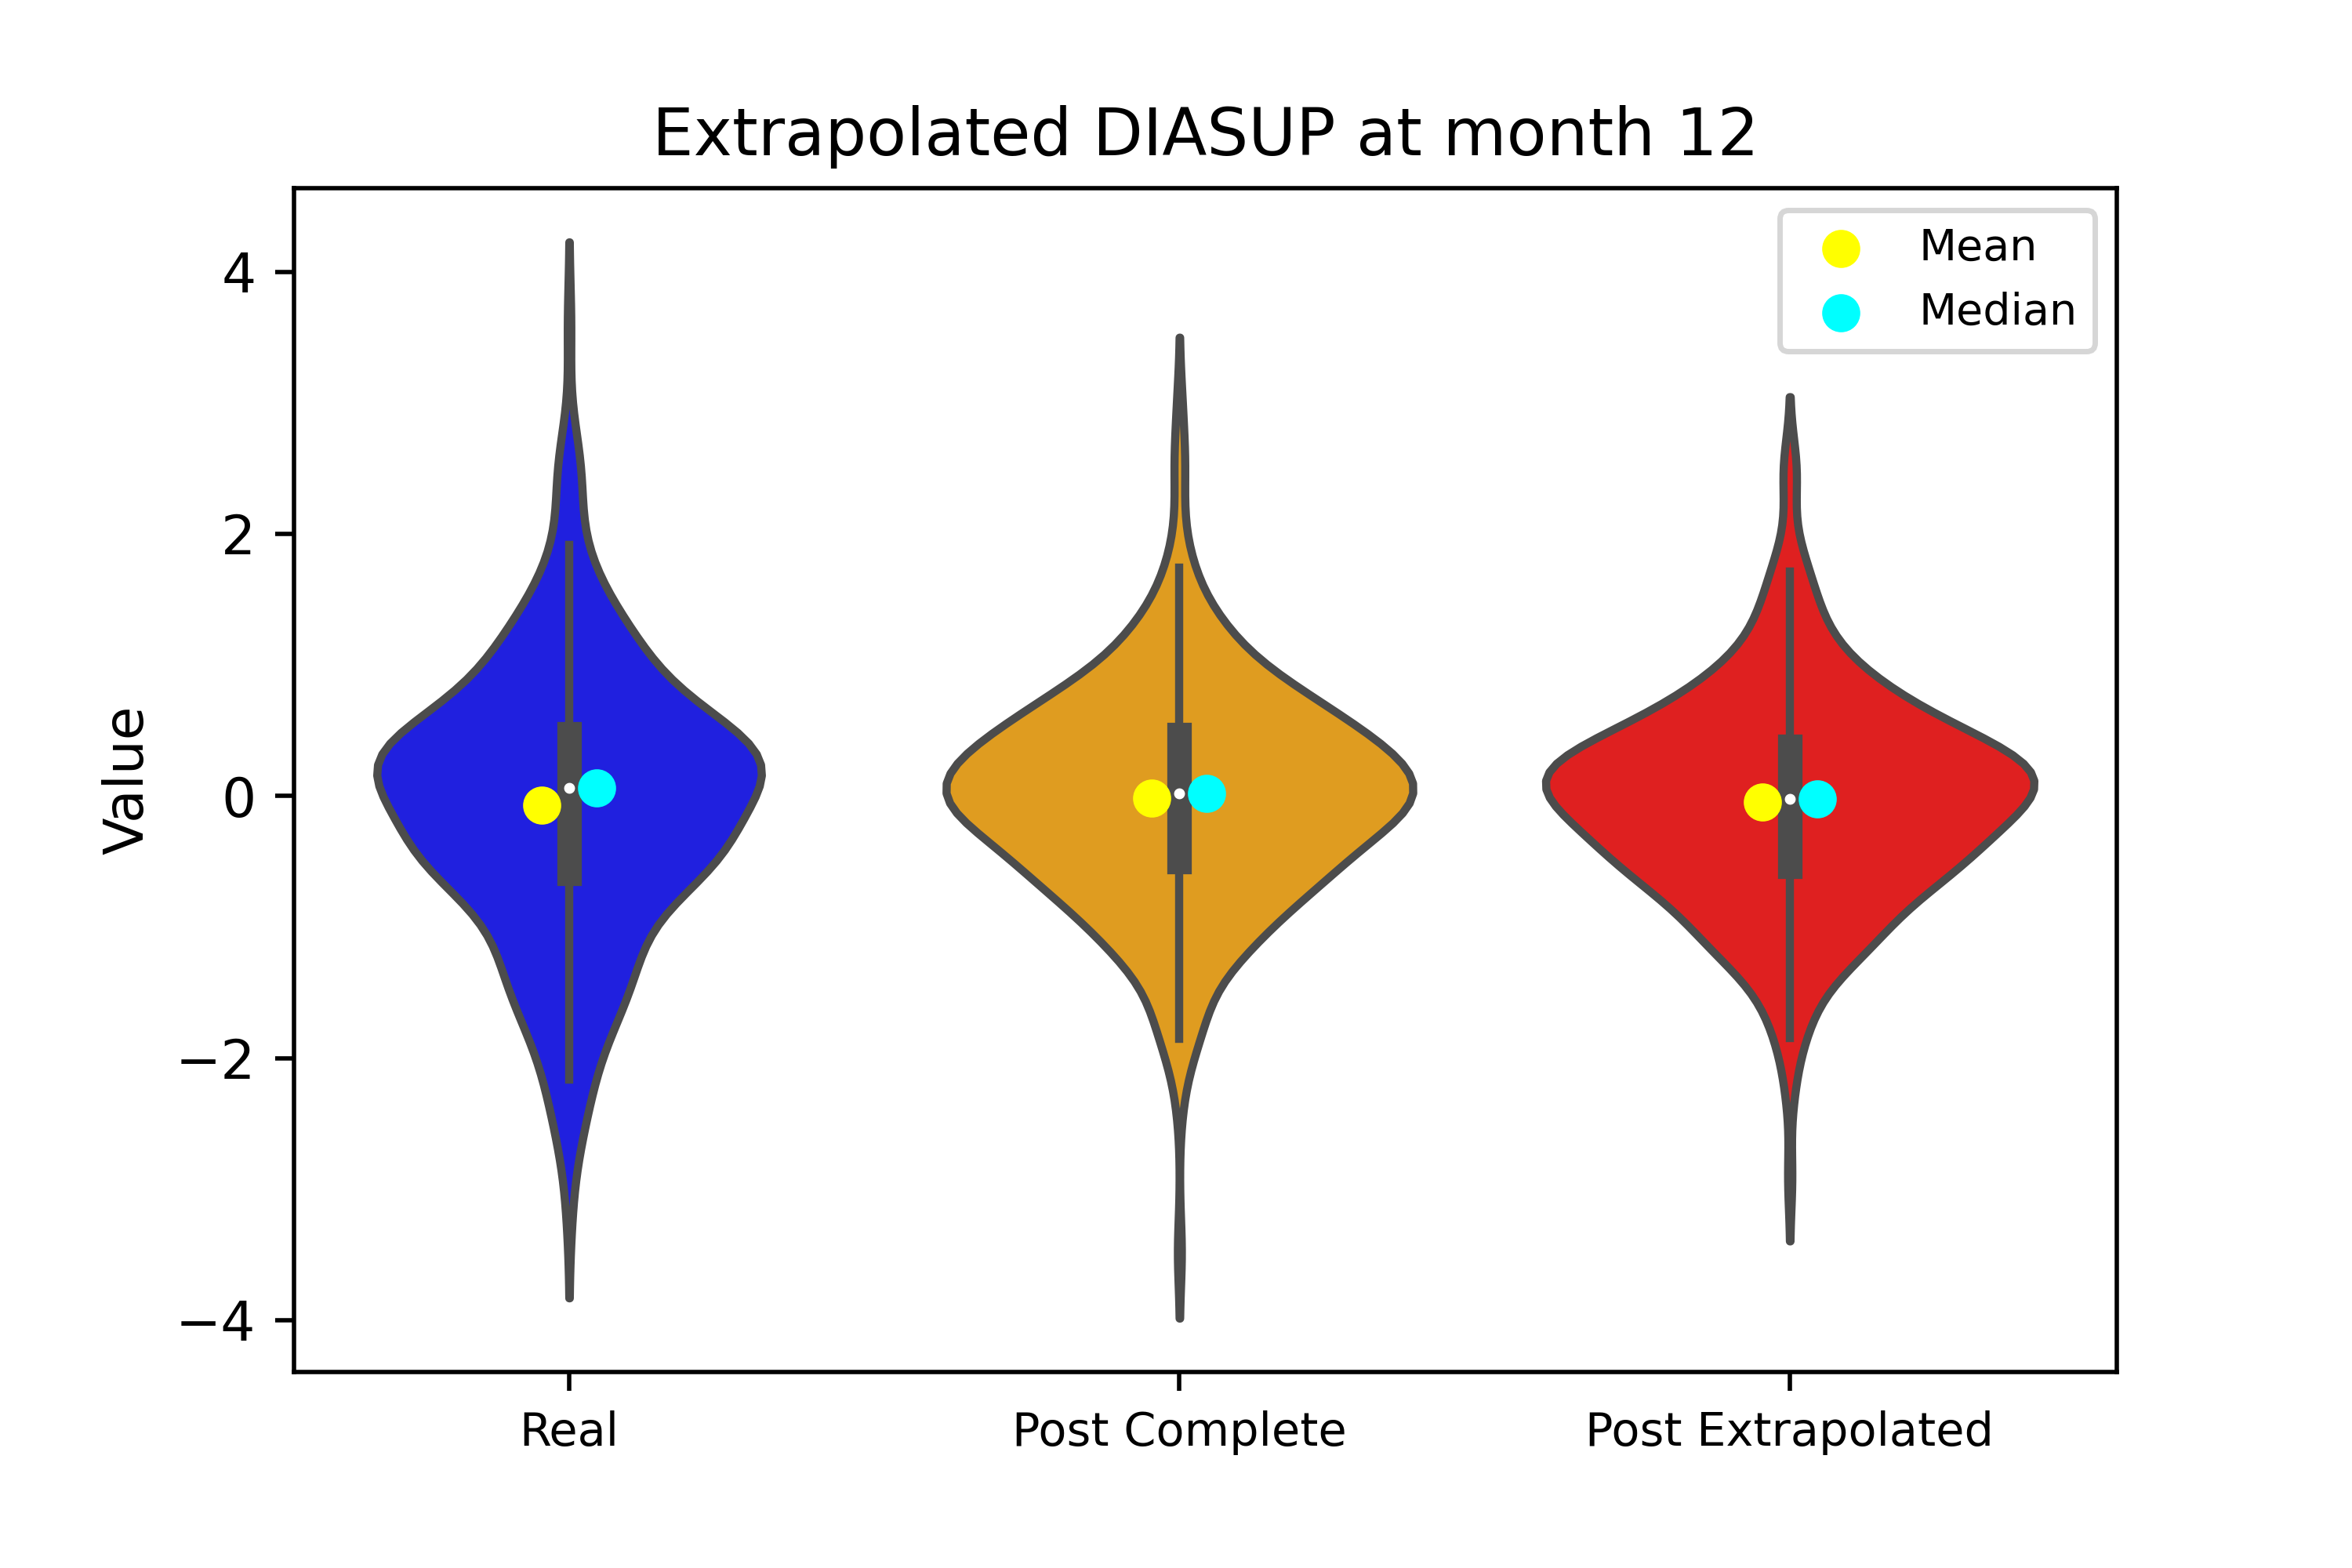 Extrapolated DIASUP at month 12
Mean
Median
4
2
0
−2
−4
Value
Real
Post Complete
Post Extrapolated